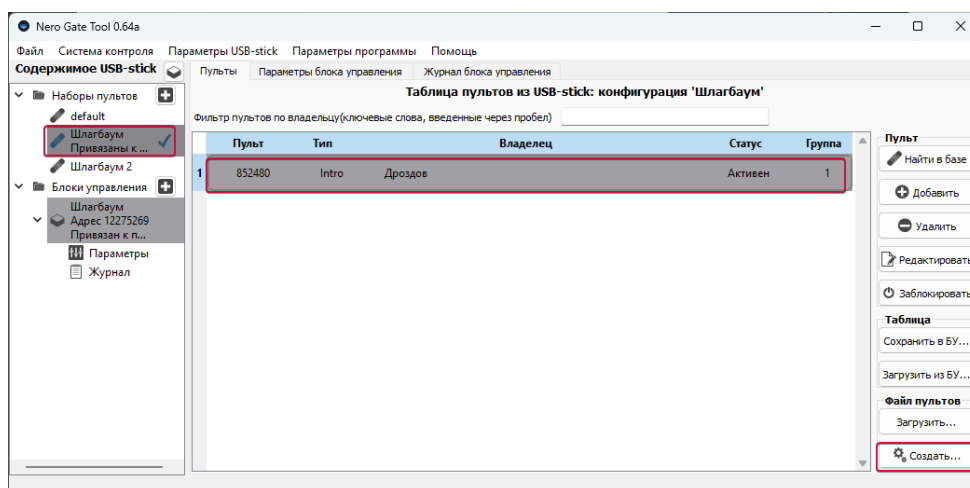 Nero Gate Tool 0.64a
Файл Система контроля Параметры USB-stick Параметры программы Помощь
Содержимое USB-stick
Наборы пультов
default
Шлагбаум
Привязаны к ...
Шлагбаум 2
Блоки управления
Шлагбаум
Адрес 12275269
Привязан к п...
Параметры
Журнал
Пульты Параметры блока управления Журнал блока управления
Таблица пультов из USB-stick: конфигурация 'Шлагбаум'
Фильтр пультов по владельцу(ключевые слова, введенные через пробел)
Пульт Тип Владелец Статус Группа
1 852480 Intro Дроздов Активен 1
Пульт
Найти в базе
Добавить
Удалить
Редактировать
Заблокировать
Таблица
Сохранить в БУ...
Загрузить из БУ...
Файл пультов
Загрузить...
Создать...